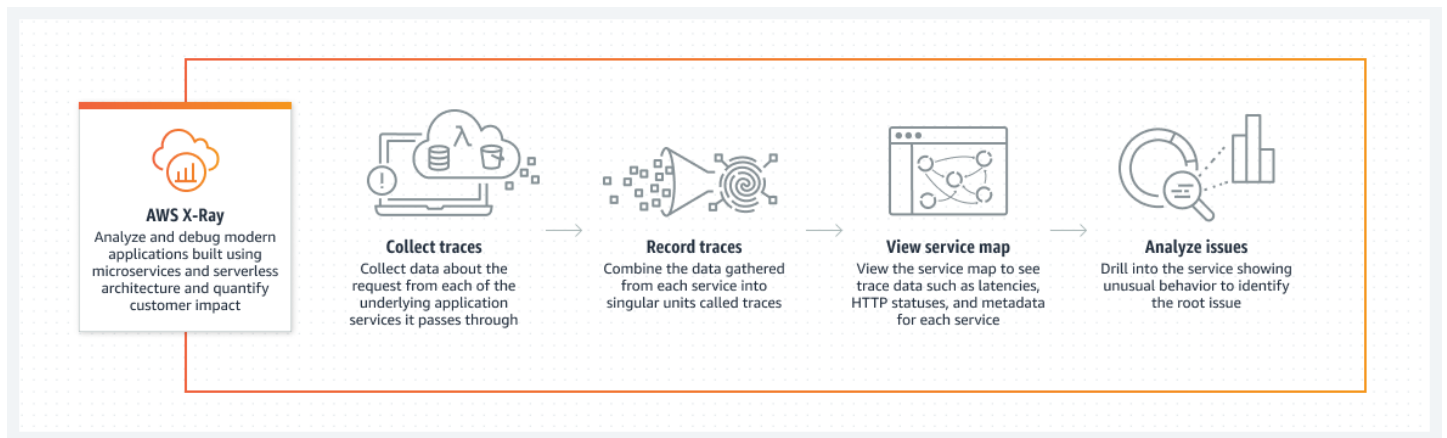 AWS X-Ray
Analyze and debug modern
applications built using
microservices and serverless
architecture and quantify
customer impact
Collect traces
Collect data about the
request from each of the
underlying application
services it passes through
Record traces
Combine the data gathered
from each service into
singular units called traces
View service map
View the service map to see
trace data such as latencies,
HTTP statuses, and metadata
for each service
Analyze issues
Drill into the service showing
unusual behavior to identify
the root issue